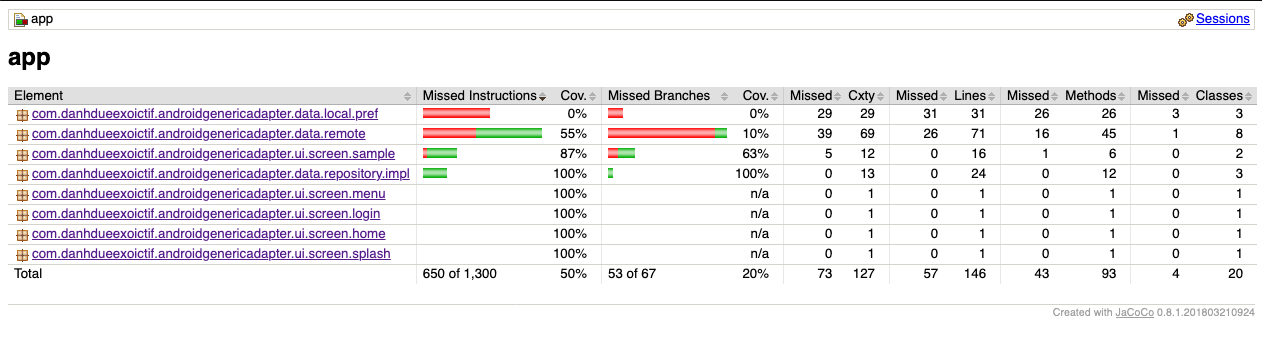 app
Sessions
app
Element Missed Instructions Cov. Missed Branches Cov. Missed Cxty Missed Lines Missed Methods Missed Classes
com.danhdueexoictif.androidgenericadapter.data.local.pref 0% 0% 29 29 31 31 26 26 3 3
com.danhdueexoictif.androidgenericadapter.data.remote 55% 10% 39 69 26 71 16 45 1 8
com.danhdueexoictif.androidgenericadapter.ui.screen.sample 87% 63% 5 12 0 16 1 6 0 2
com.danhdueexoictif.androidgenericadapter.data.repository.impl 100% 100% 0 13 0 24 0 12 0 3
com.danhdueexoictif.androidgenericadapter.ui.screen.menu 100% n/a 0 1 0 1 0 1 0 1
com.danhdueexoictif.androidgenericadapter.ui.screen.login 100% n/a 0 1 0 1 0 1 0 1
com.danhdueexoictif.androidgenericadapter.ui.screen.home 100% n/a 0 1 0 1 0 1 0 1
com.danhdueexoictif.androidgenericadapter.ui.screen.splash 100% n/a 0 1 0 1 0 1 0 1
Total 650 of 1,300 50% 53 of 67 20% 73 127 57 146 43 93 4 20
Created with JaCoCo 0.8.1.201803210924